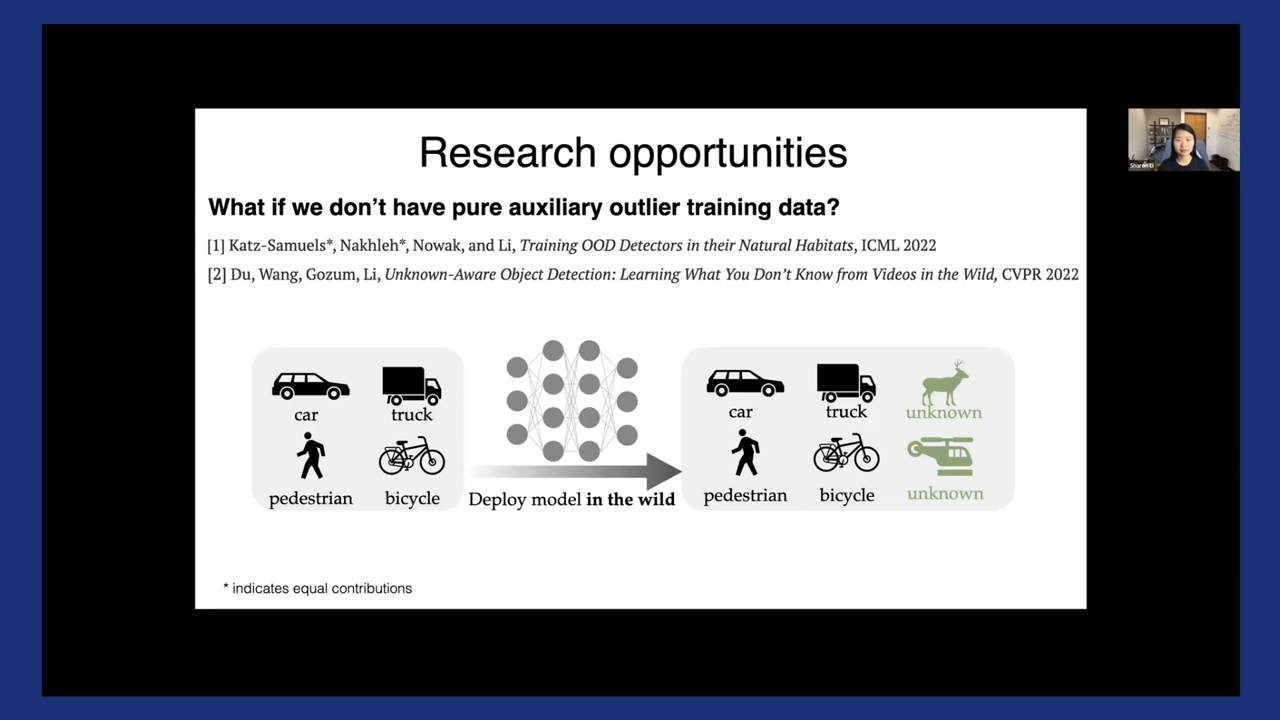 Research opportunities
What if we don't have pure auxiliary outlier training data?
[1] Katz-Samuels*, Nakhleh*, Nowak, and Li, Training OOD Detectors in their Natural Habitats, ICML 2022
[2] Du, Wang, Gozum, Li, Unknown-Aware Object Detection: Learning What You Don't Know from Videos in the Wild, CVPR 2022
car truck
pedestrian bicycle
Deploy model in the wild
car truck unknown
pedestrian bicycle unknown
* indicates equal contributions
Sharon Li